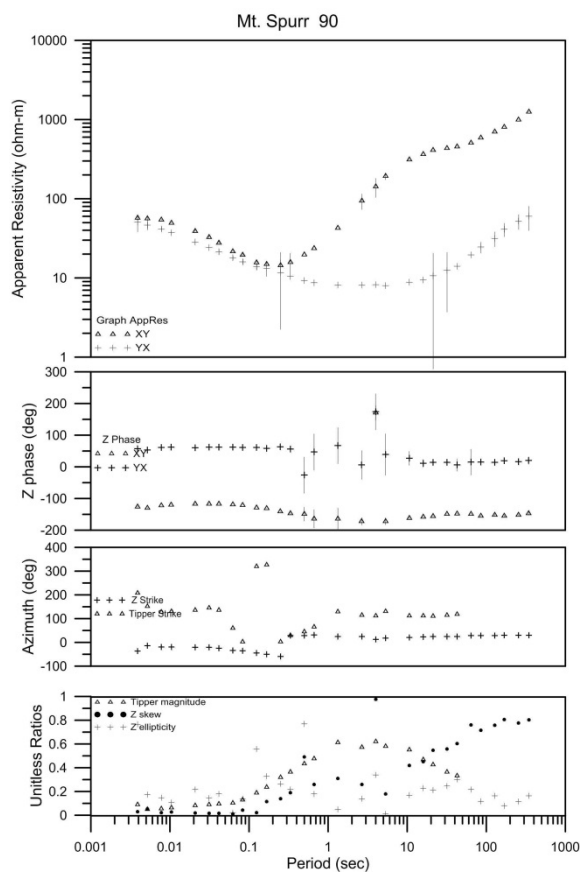 Mt. Spurr 90
Apparent Resistivity (ohm-m)
10000
1000
100
10
1
Graph AppRes
XY
YX
Z phase (deg)
300
200
100
0
-100
-200
Z Phase
XY
YX
Azimuth (deg)
400
300
200
100
0
-100
Z Strike
Tipper Strike
Unitless Ratios
1
0.8
0.6
0.4
0.2
0
Tipper magnitude
Z skew
Z ellipticity
0.001
0.01
0.1
1
10
100
1000
Period (sec)